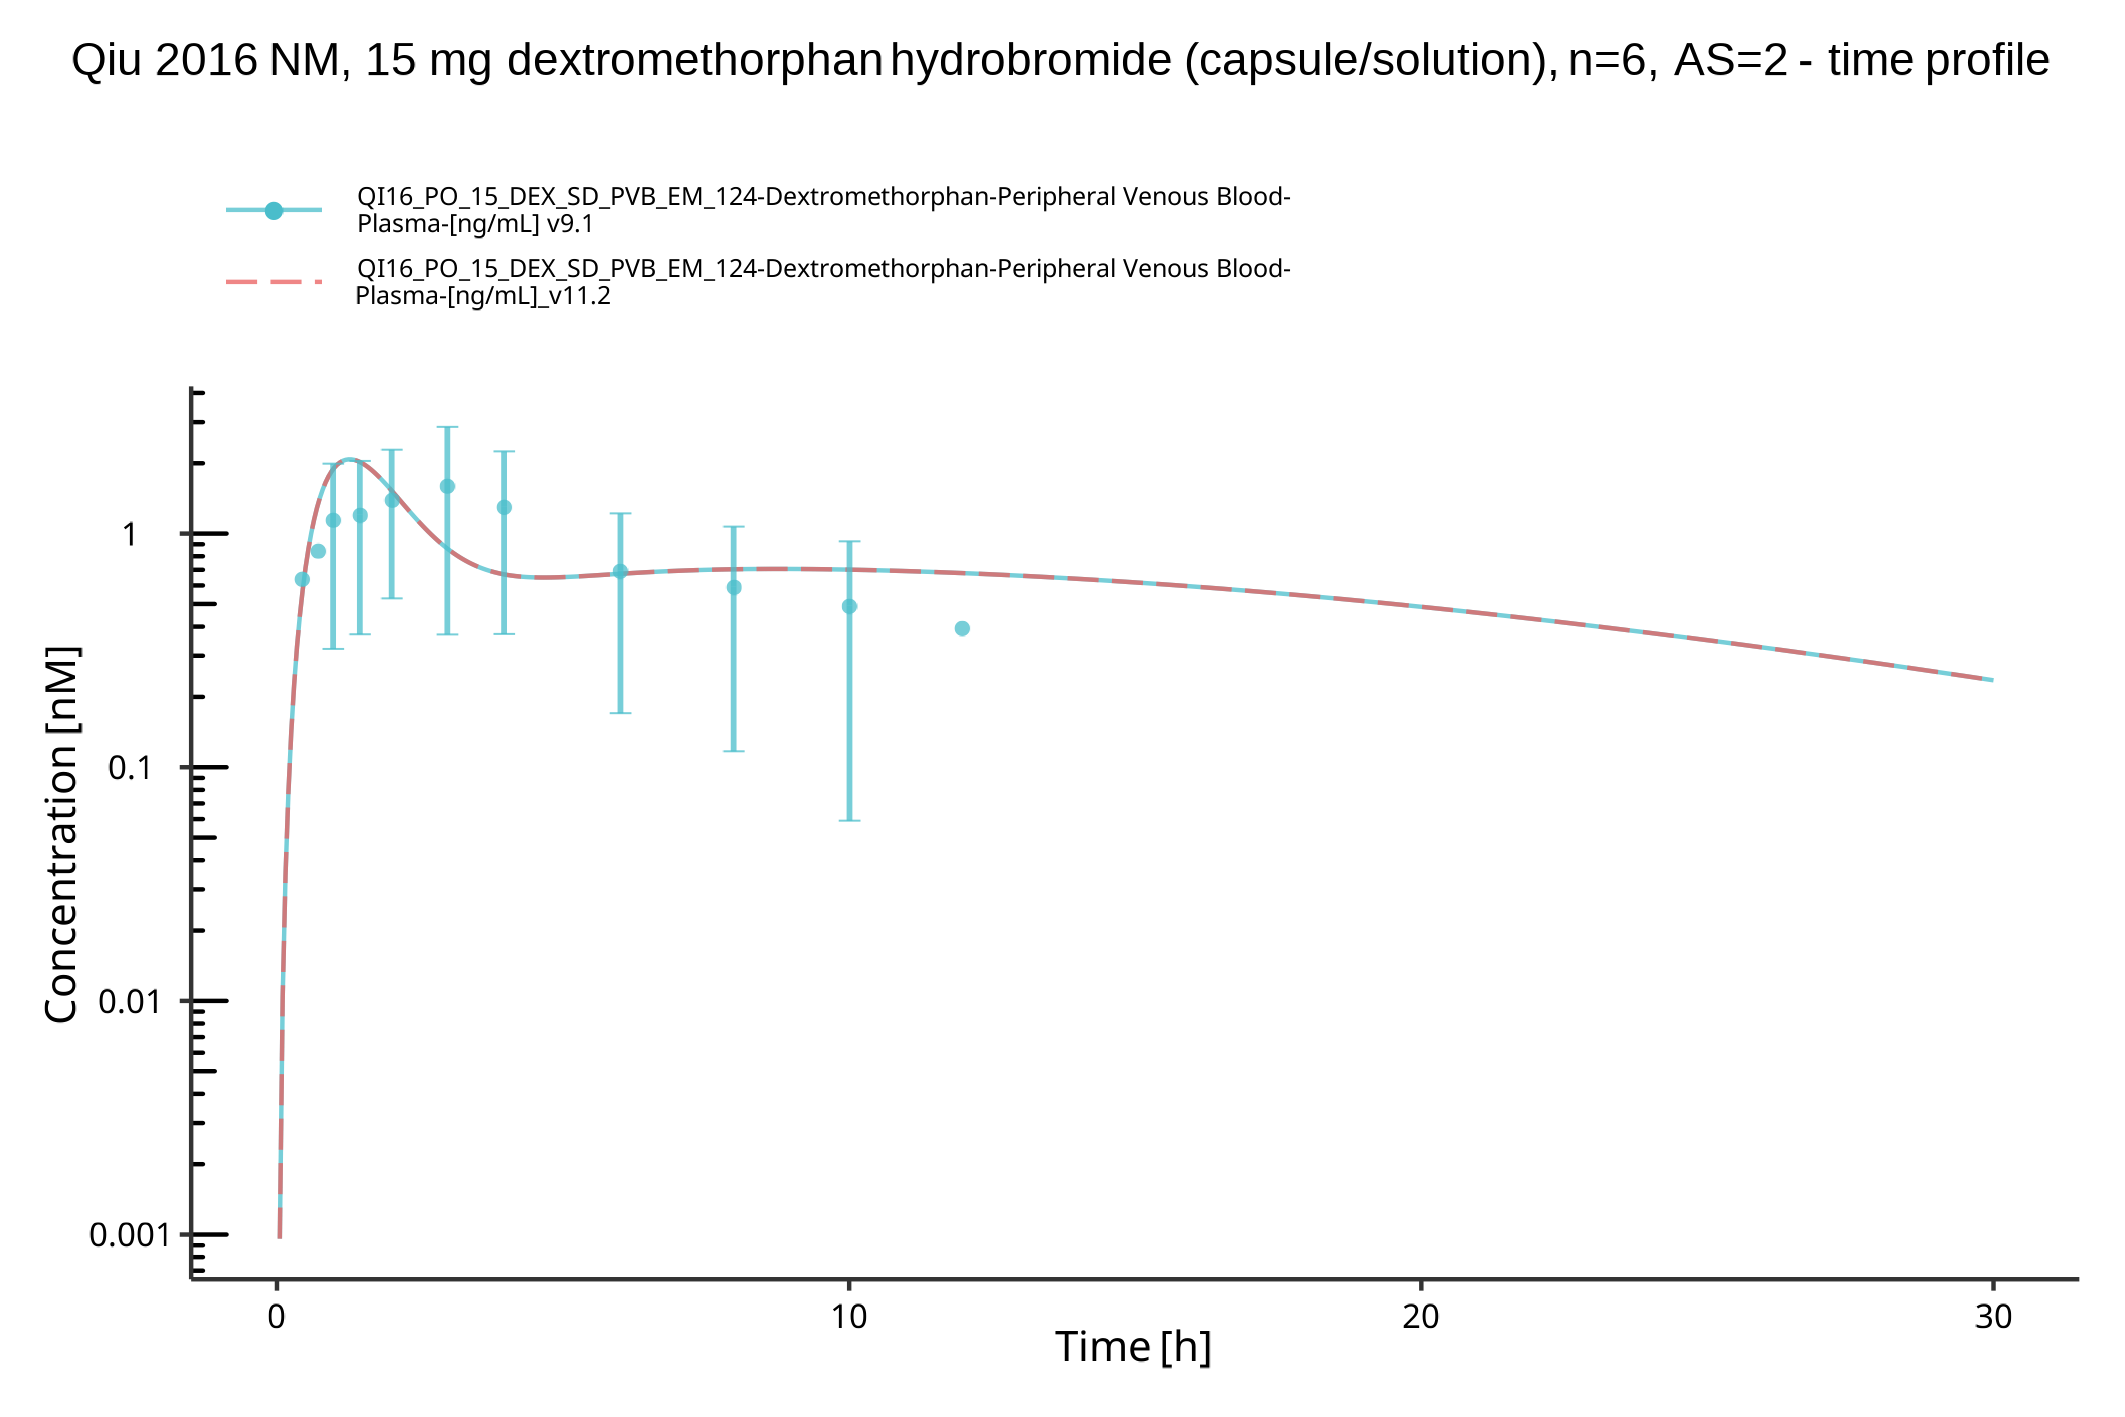 Qiu 2016 NM, 15 mg dextromethorphan hydrobromide (capsule/solution), n=6, AS=2 - time profile
QI16_PO_15_DEX_SD_PVB_EM_124-Dextromethorphan-Peripheral Venous Blood-
Plasma-[ng/mL] v9.1
QI16_PO_15_DEX_SD_PVB_EM_124-Dextromethorphan-Peripheral Venous Blood-
Plasma-[ng/mL]_v11.2
Concentration [nM]
1
0.1
0.01
0.001
0 10 20 30
Time [h]